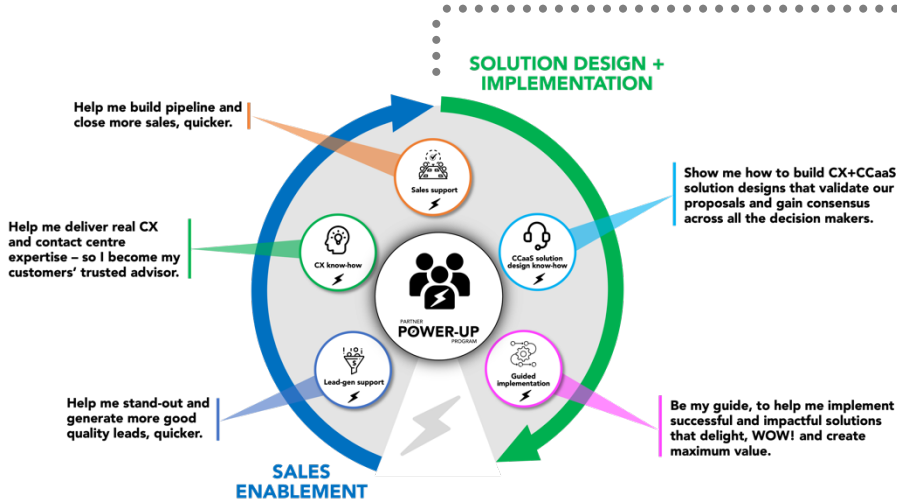 SOLUTION DESIGN +
IMPLEMENTATION
Help me build pipeline and
close more sales, quicker.
Sales support
Show me how to build CX+CCaaS
solution designs that validate our
proposals and gain consensus
across all the decision makers.
Help me deliver real CX
and contact centre
expertise – so I become my
customers’ trusted advisor.
CX know-how
CCaaS solution
design know-how
PARTNER
POWER-UP
PROGRAM
Lead-gen support
Guided
implementation
Help me stand-out and
generate more good
quality leads, quicker.
Be my guide, to help me implement
successful and impactful solutions
that delight, WOW! and create
maximum value.
SALES
ENABLEMENT